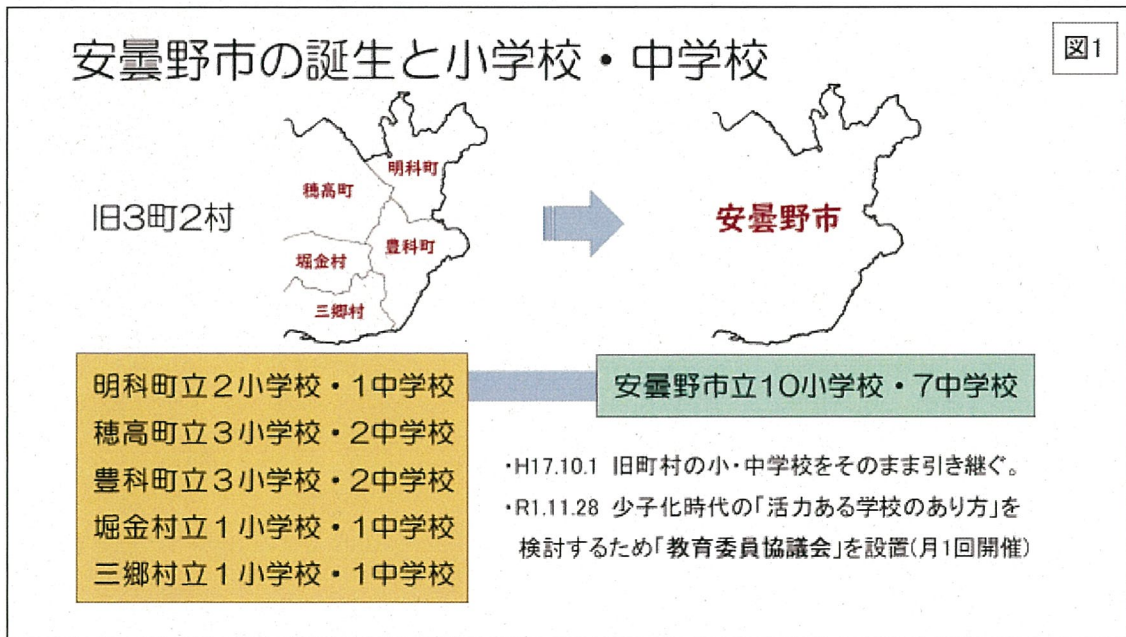 安曇野市の誕生と小学校・中学校
図1
旧3町2村
明科町
穂高町
豊科町
堀金村
三郷村
安曇野市
明科町立2小学校・1中学校
穂高町立3小学校・2中学校
豊科町立3小学校・2中学校
堀金村立1小学校・1中学校
三郷村立1小学校・1中学校
安曇野市立10小学校・7中学校
・H17.10.1 旧町村の小・中学校をそのまま引き継ぐ。
・R1.11.28 少子化時代の「活力ある学校のあり方」を
検討するため「教育委員協議会」を設置(月1回開催)